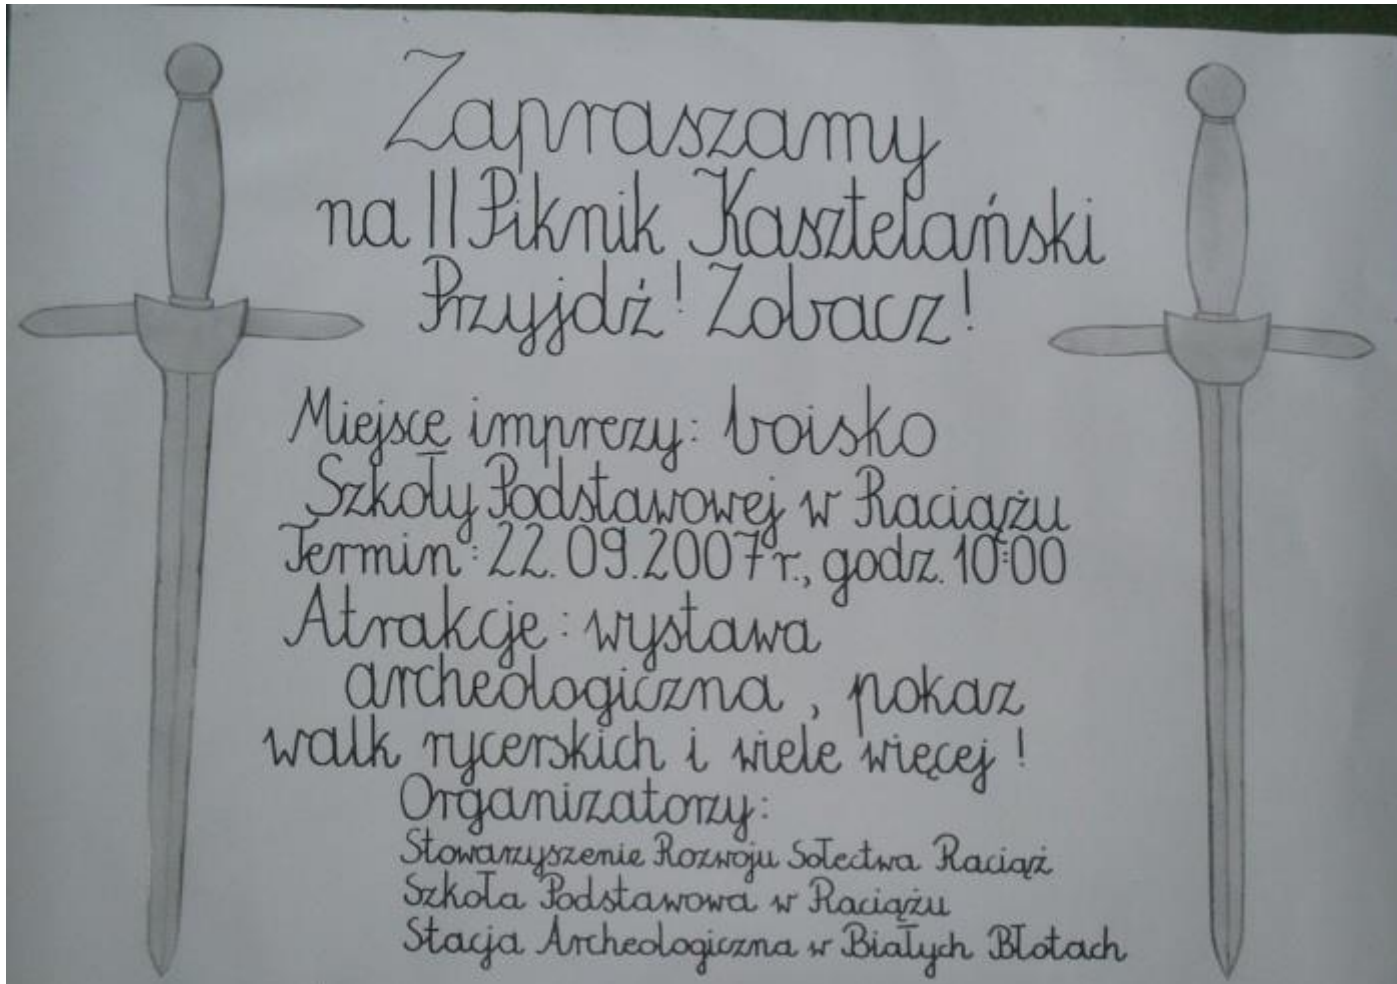 Zapraszamy
na II Piknik Kasztelański
Przyjdź! Zobacz!
Miejsce imprezy: boisko
Szkoły Podstawowej w Raciążu
Termin: 22.09.2007r., godz. 10:00
Atrakcje: wystawa
archeologiczna, pokaz
walk rycerskich i wiele więcej!
Organizatorzy:
Stowarzyszenie Rozwoju Sołectwa Raciąż
Szkoła Podstawowa w Raciążu
Stacja Archeologiczna w Białych Błotach